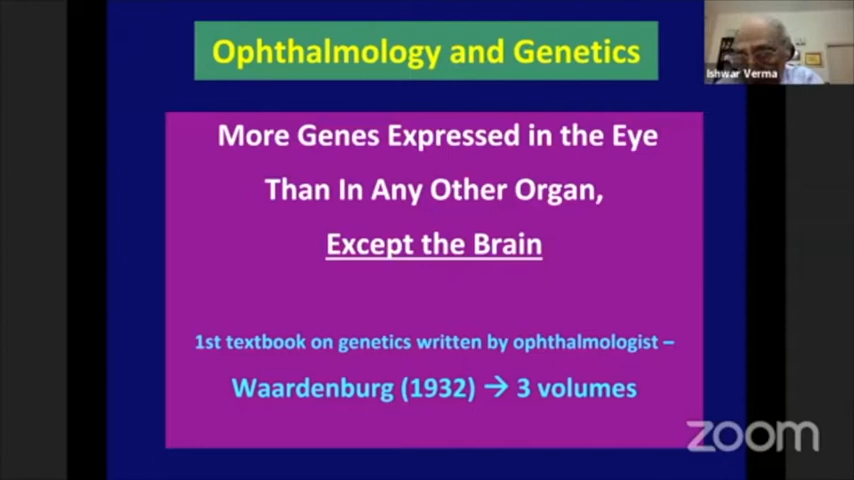 Ophthalmology and Genetics
Ishwar Verma
More Genes Expressed in the Eye
Than In Any Other Organ,
Except the Brain
1st textbook on genetics written by ophthalmologist –
Waardenburg (1932) → 3 volumes
zoom